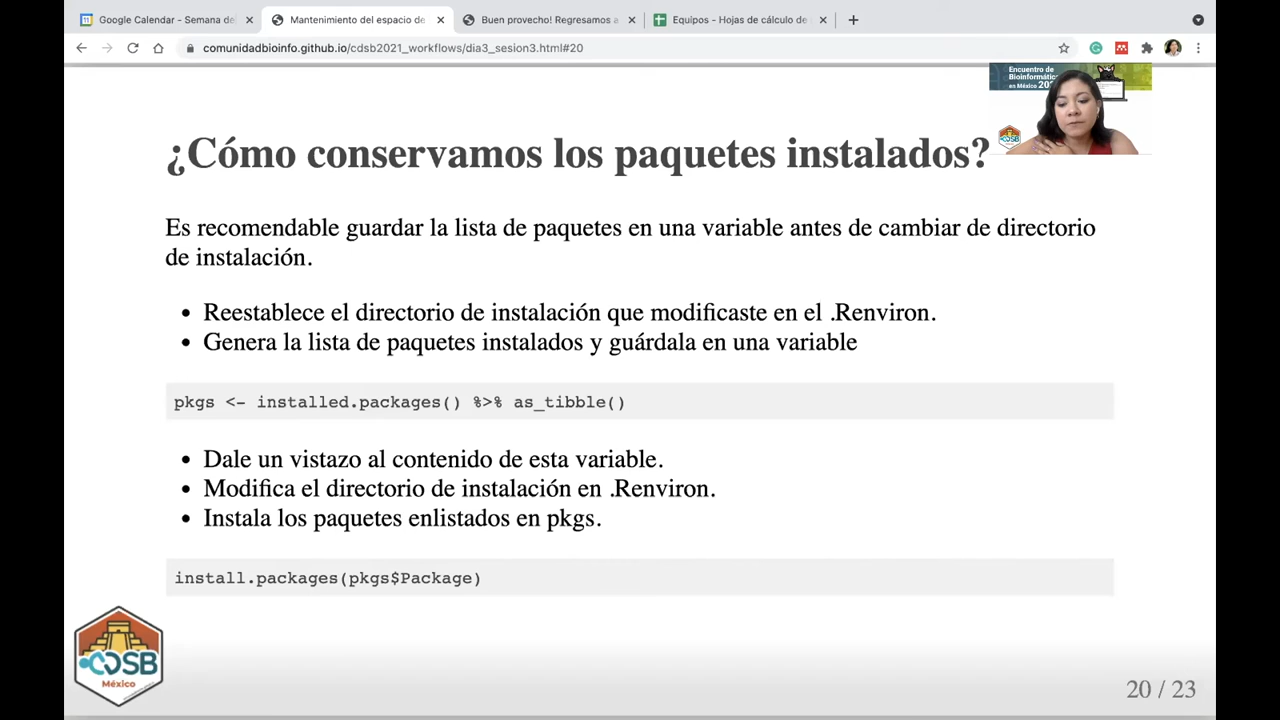 Google Calendar - Semana de
Mantenimiento del espacio de
Buen provecho! Regresamos a
Equipos - Hojas de cálculo de
comunidadbioinfo.github.io/cdsb2021_workflows/dia3_sesion3.html#20
Encuentro de
Bioinformátic
en México 20
CDSB
¿Cómo conservamos los paquetes instalados?
Es recomendable guardar la lista de paquetes en una variable antes de cambiar de directorio
de instalación.
• Reestablece el directorio de instalación que modificaste en el .Renviron.
• Genera la lista de paquetes instalados y guárdala en una variable
pkgs <- installed.packages() %>% as_tibble()
• Dale un vistazo al contenido de esta variable.
• Modifica el directorio de instalación en .Renviron.
• Instala los paquetes enlistados en pkgs.
install.packages(pkgs$Package)
CDSB
México
20 / 23